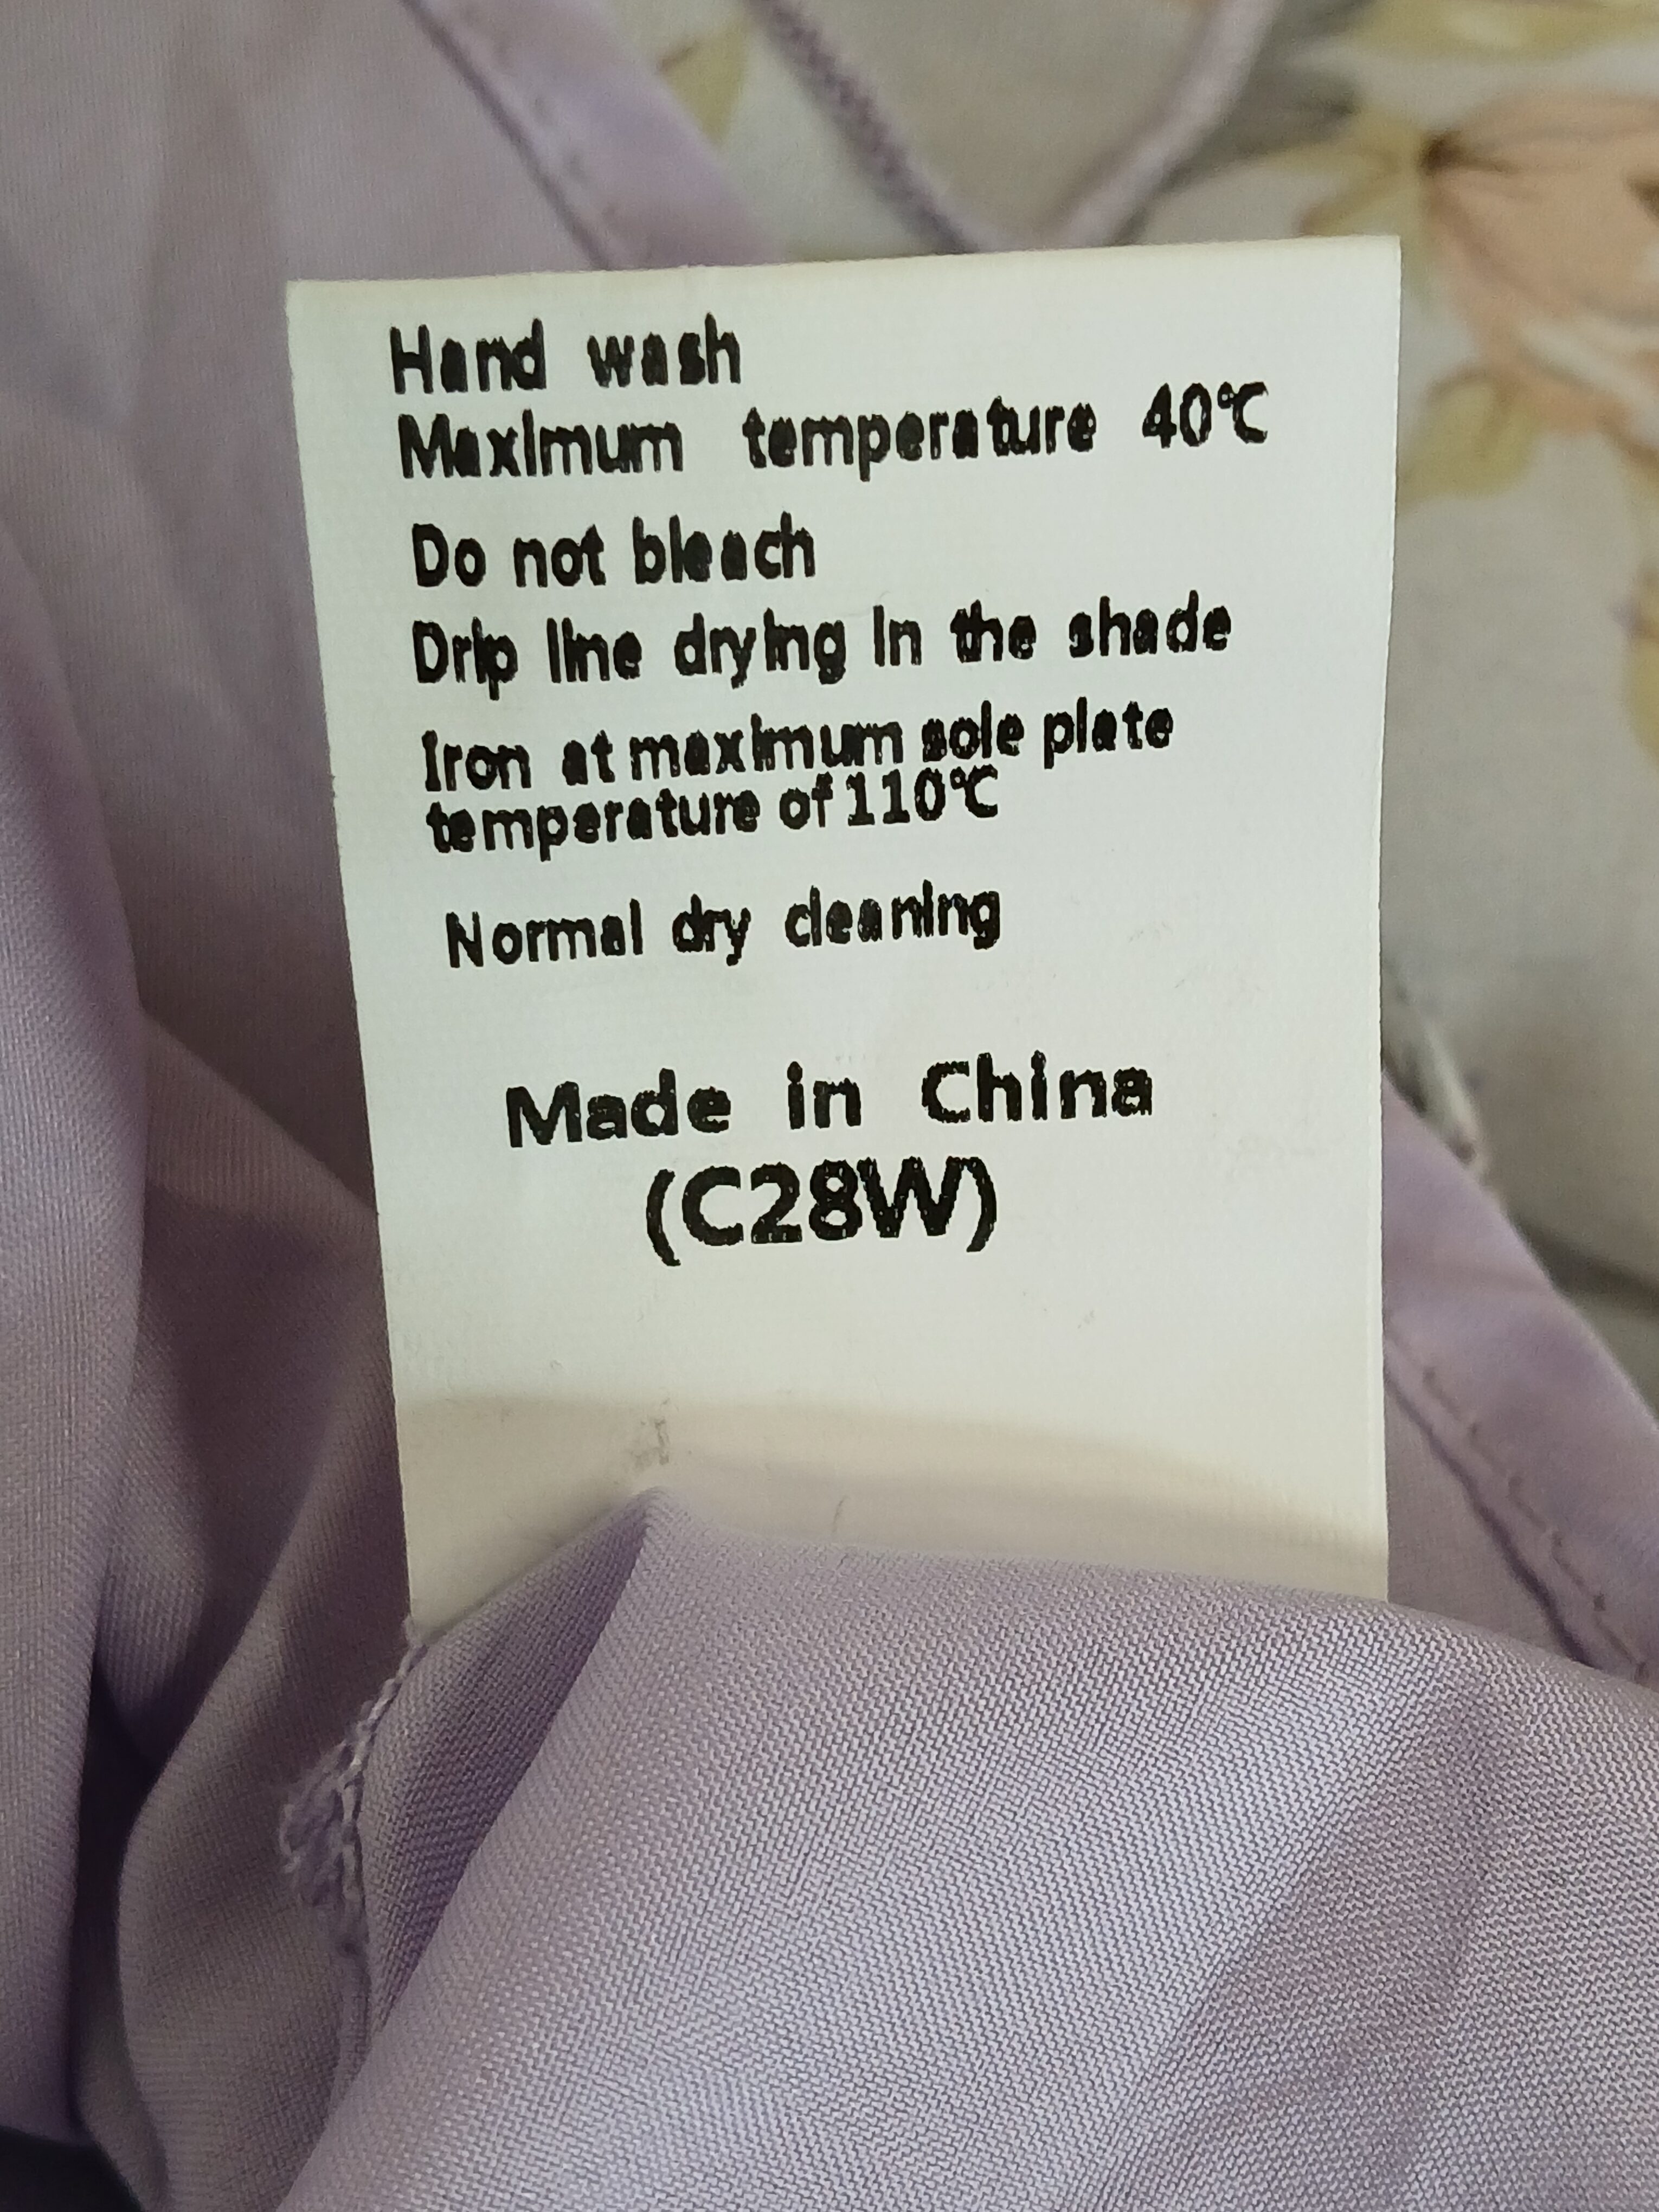 Hand wash
Maximum temperature 40℃
Do not bleach
Drip line drying in the shade
Iron at maximum sole plate
temperature of 110℃
Normal dry cleaning
Made in China
(C28W)